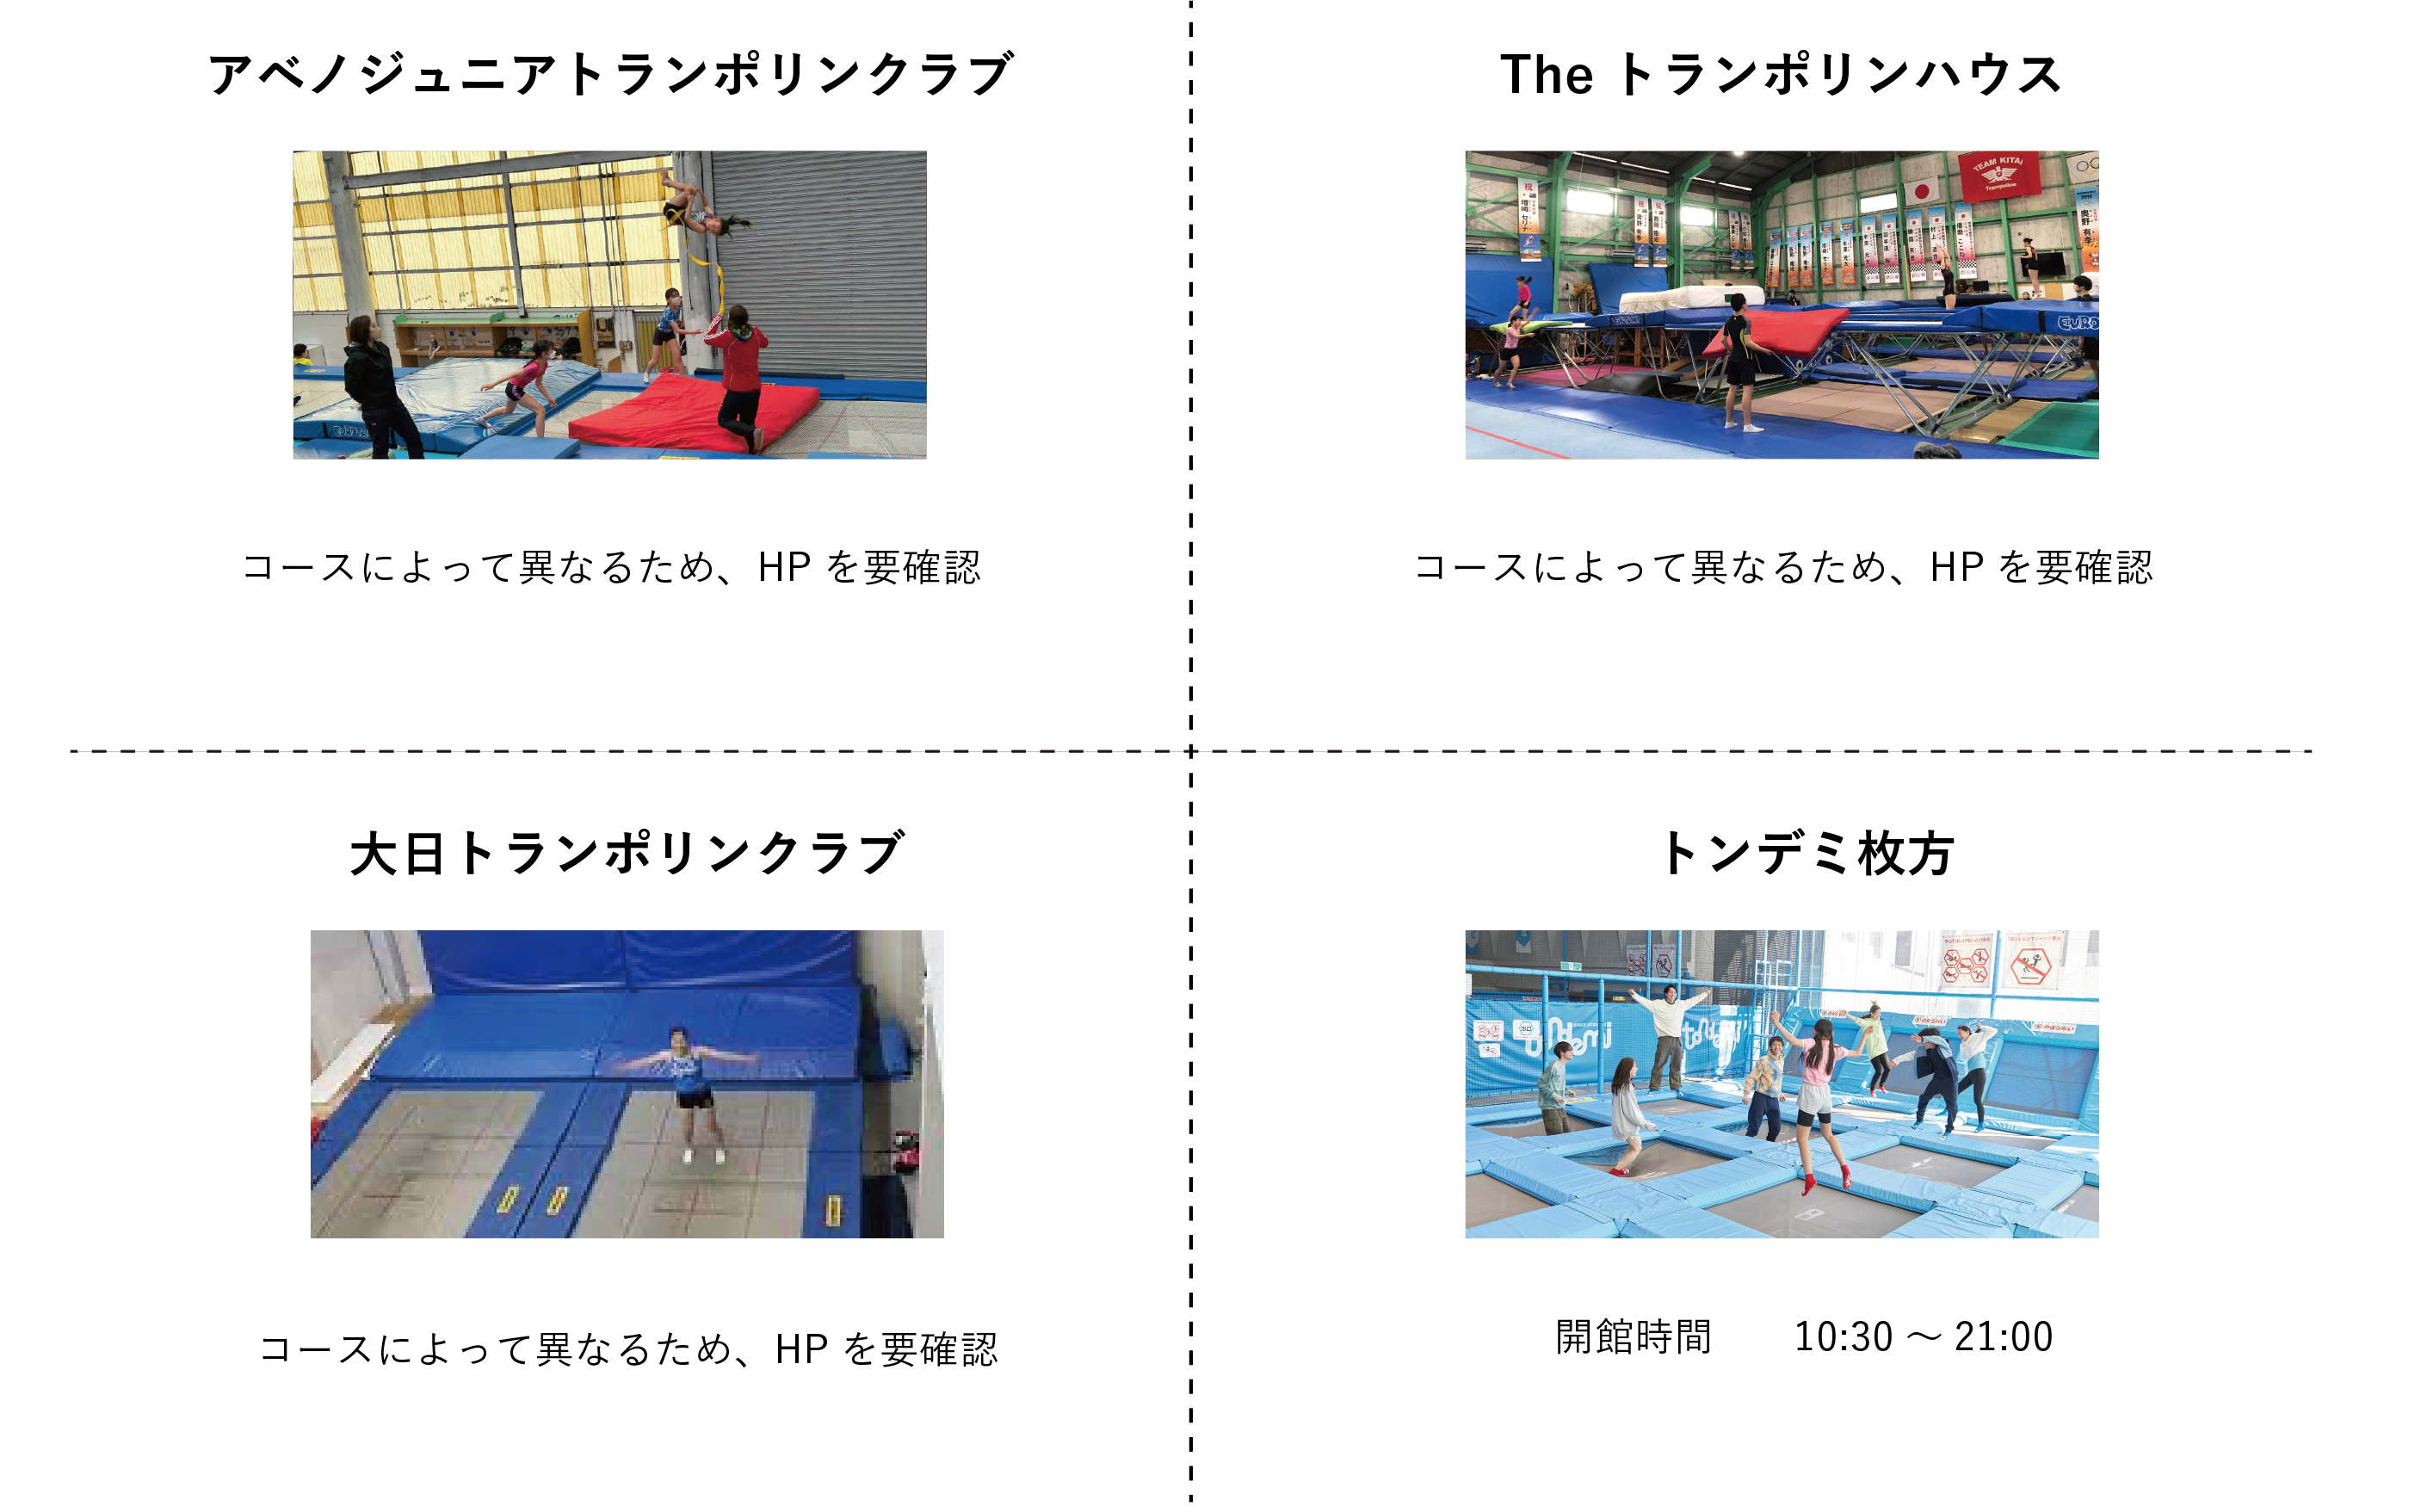 アベノジュニアトランポリンクラブ
The トランポリンハウス
TEAM KITAI
Trampoline
コースによって異なるため、HP を要確認
コースによって異なるため、HP を要確認
大日トランポリンクラブ
トンデミ枚方
開館時間　　10:30 ～ 21:00
コースによって異なるため、HP を要確認